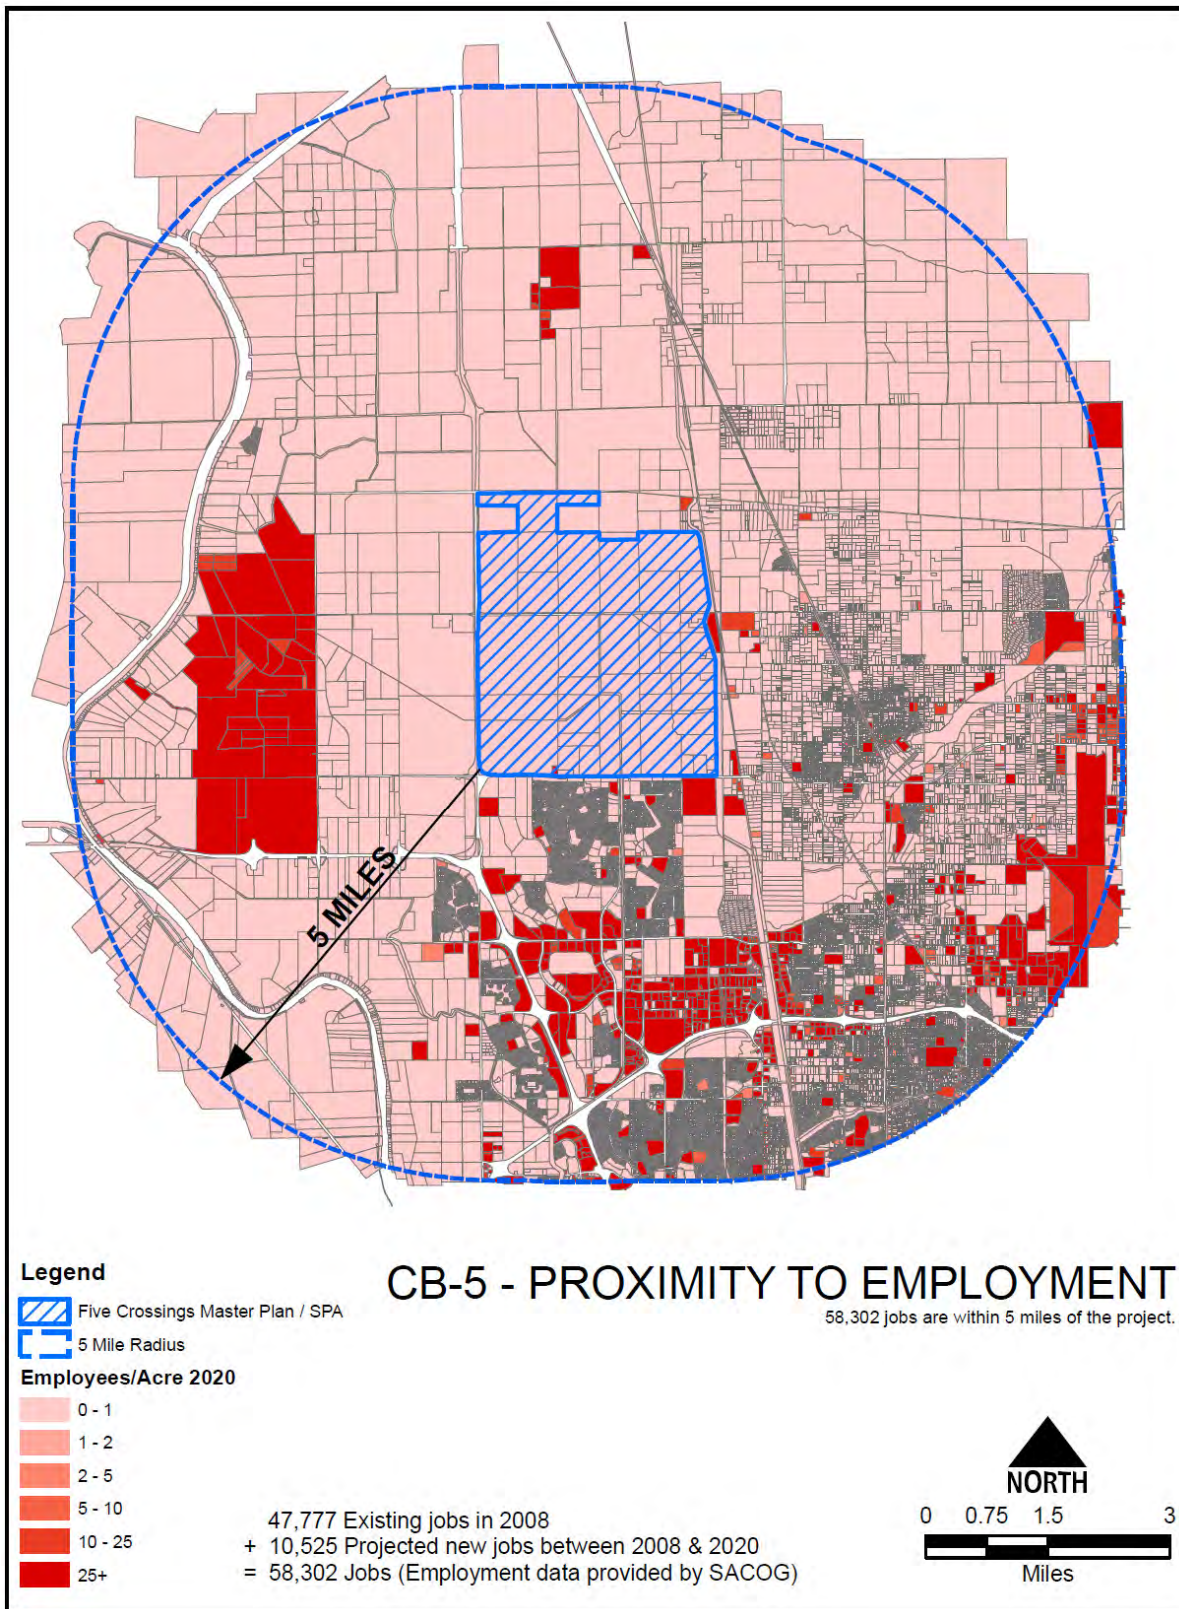 5 MILES
Legend
Five Crossings Master Plan / SPA
5 Mile Radius
Employees/Acre 2020
0 - 1
1 - 2
2 - 5
5 - 10
10 - 25
25+
CB-5 - PROXIMITY TO EMPLOYMENT
58,302 jobs are within 5 miles of the project.
47,777 Existing jobs in 2008
+ 10,525 Projected new jobs between 2008 & 2020
= 58,302 Jobs (Employment data provided by SACOG)
NORTH
0 0.75 1.5 3
Miles